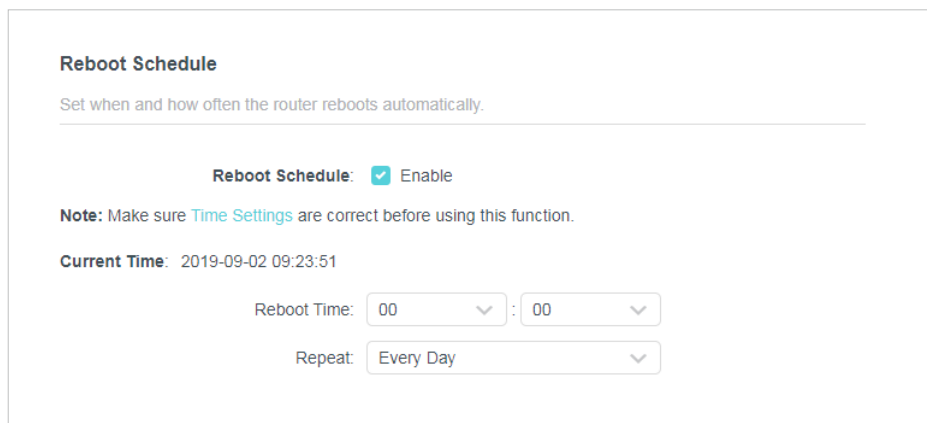 Reboot Schedule
Set when and how often the router reboots automatically.
Reboot Schedule: Enable
Note: Make sure Time Settings are correct before using this function.
Current Time: 2019-09-02 09:23:51
Reboot Time: 00 : 00
Repeat: Every Day